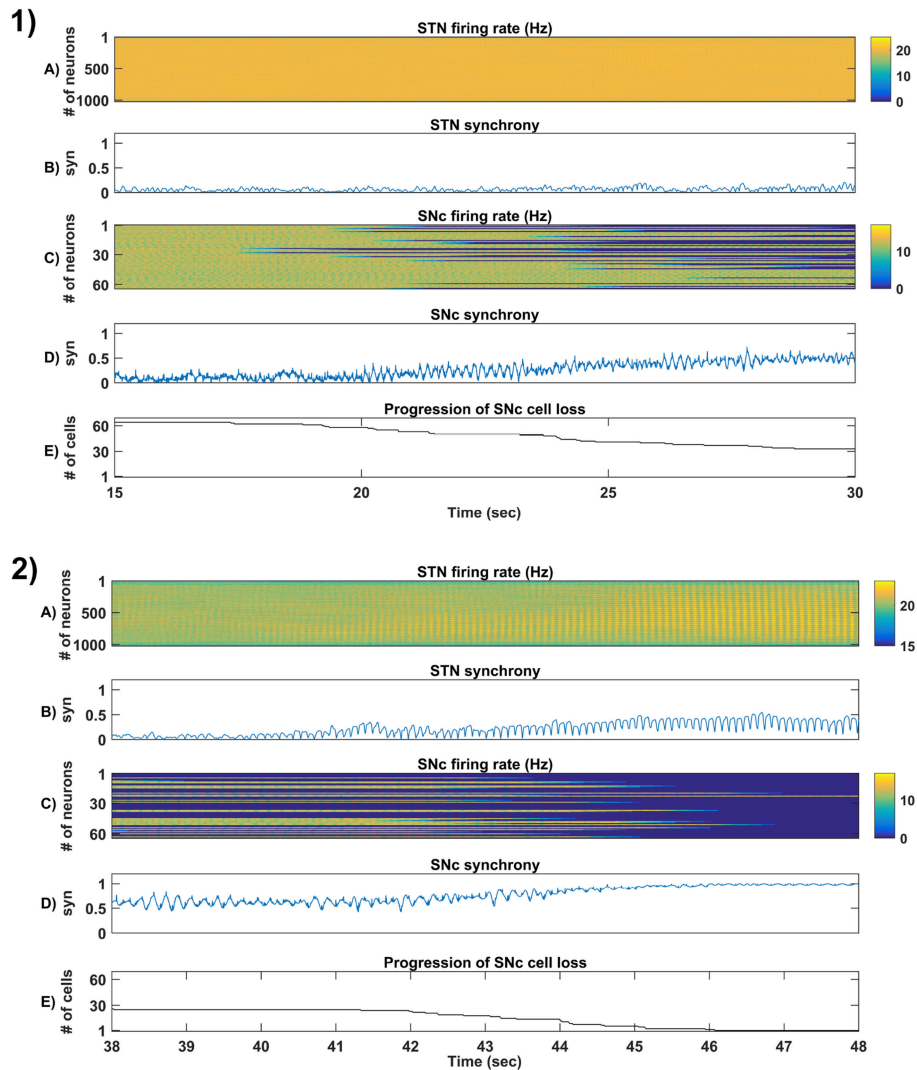 1)
STN firing rate (Hz)
A)
# of neurons
1
500
1000
20
10
0
STN synchrony
B)
syn
1
0.5
0
SNc firing rate (Hz)
C)
# of neurons
1
30
60
10
0
SNc synchrony
D)
syn
1
0.5
0
Progression of SNc cell loss
E)
# of cells
60
30
1
15 20 25 30
Time (sec)
2)
STN firing rate (Hz)
A)
# of neurons
1
500
1000
20
15
STN synchrony
B)
syn
1
0.5
0
SNc firing rate (Hz)
C)
# of neurons
1
30
60
10
0
SNc synchrony
D)
syn
1
0.5
0
Progression of SNc cell loss
E)
# of cells
60
30
1
38 39 40 41 42 43 44 45 46 47 48
Time (sec)